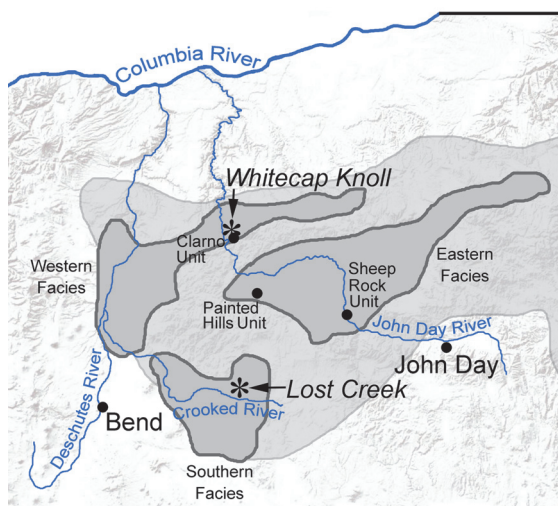 Columbia River
Whitecap Knoll
Clarno
Unit
Western
Facies
Eastern
Facies
Sheep
Rock
Unit
Painted
Hills Unit
John Day River
John Day
Lost Creek
Crooked River
Deschutes River
Bend
Southern
Facies